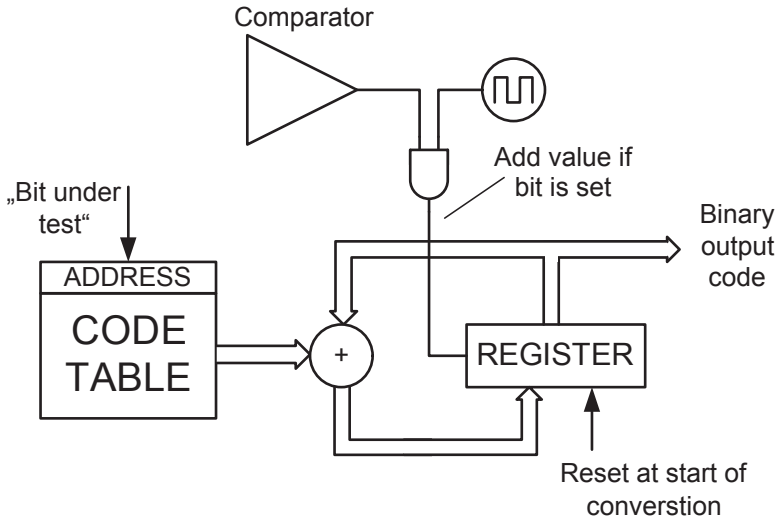 Comparator
Add value if
bit is set
„Bit under
test“
Binary
output
code
ADDRESS
CODE
TABLE
+
REGISTER
Reset at start of
converstion